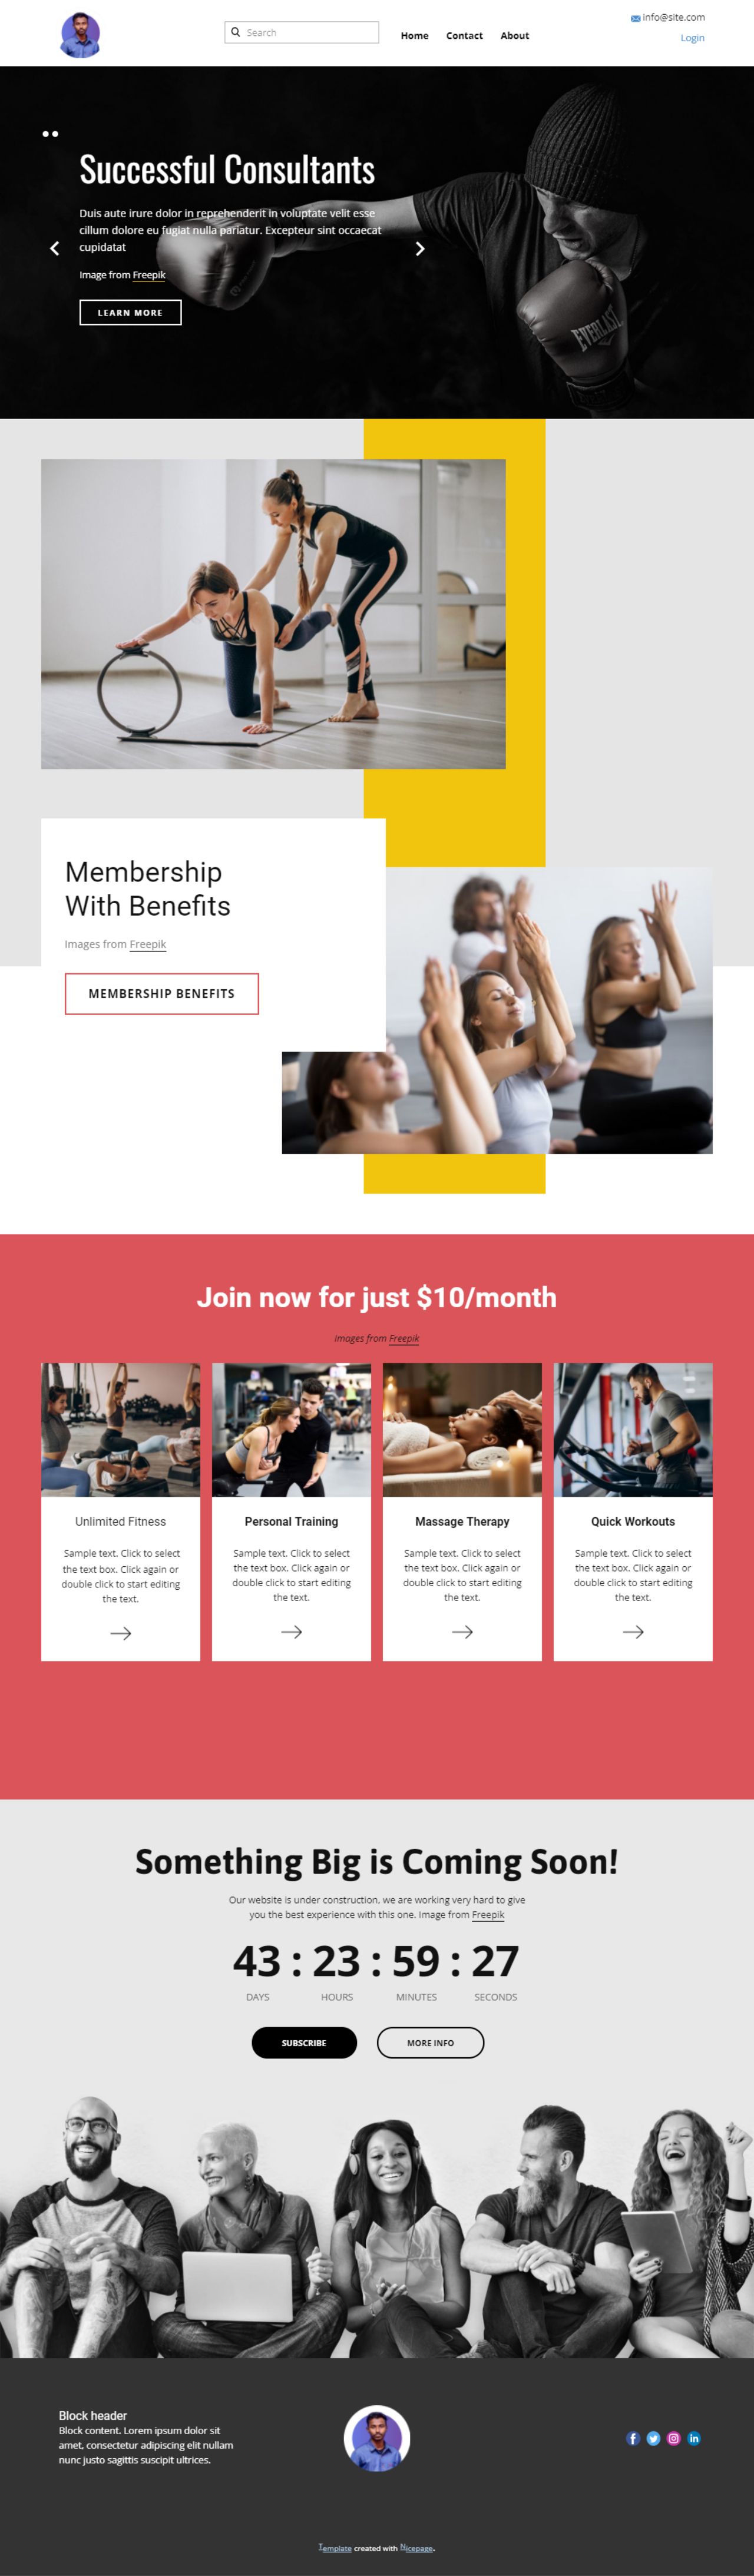 info@site.com
Search
Home Contact About
Login
Successful Consultants
Duis aute irure dolor in reprehenderit in voluptate velit esse
cillum dolore eu fugiat nulla pariatur. Excepteur sint occaecat
cupidatat
Image from Freepik
LEARN MORE
EVERLAST
Membership
With Benefits
Images from Freepik
MEMBERSHIP BENEFITS
Join now for just $10/month
Images from Freepik
Unlimited Fitness
Sample text. Click to select
the text box. Click again or
double click to start editing
the text.
Personal Training
Sample text. Click to select
the text box. Click again or
double click to start editing
the text.
Massage Therapy
Sample text. Click to select
the text box. Click again or
double click to start editing
the text.
Quick Workouts
Sample text. Click to select
the text box. Click again or
double click to start editing
the text.
Something Big is Coming Soon!
Our website is under construction, we are working very hard to give
you the best experience with this one. Image from Freepik
43 : 23 : 59 : 27
DAYS HOURS MINUTES SECONDS
SUBSCRIBE MORE INFO
Block header
Block content. Lorem ipsum dolor sit
amet, consectetur adipiscing elit nullam
nunc justo sagittis suscipit ultrices.
Template created with Nicepage.